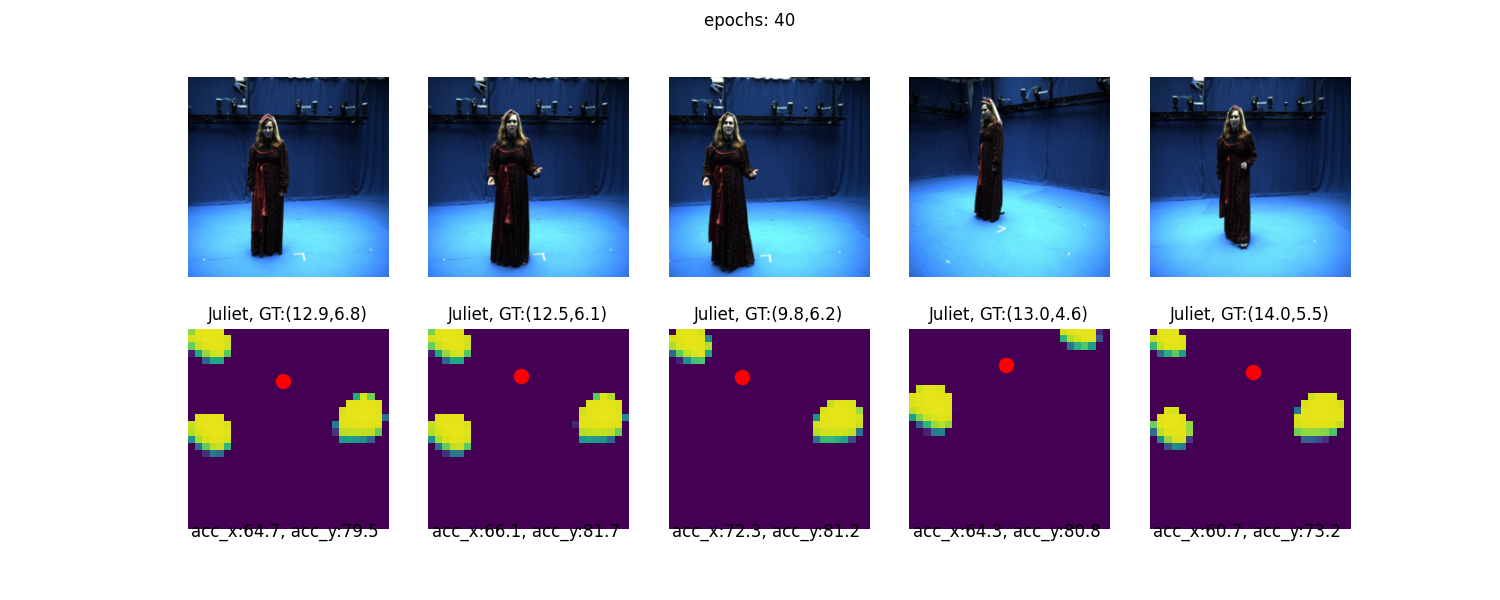 epochs: 40
Juliet, GT:(12.9,6.8)
Juliet, GT:(12.5,6.1)
Juliet, GT:(9.8,6.2)
Juliet, GT:(13.0,4.6)
Juliet, GT:(14.0,5.5)
acc_x:64.7, acc_y:79.5
acc_x:66.1, acc_y:81.7
acc_x:72.3, acc_y:81.2
acc_x:64.3, acc_y:80.8
acc_x:60.7, acc_y:73.2